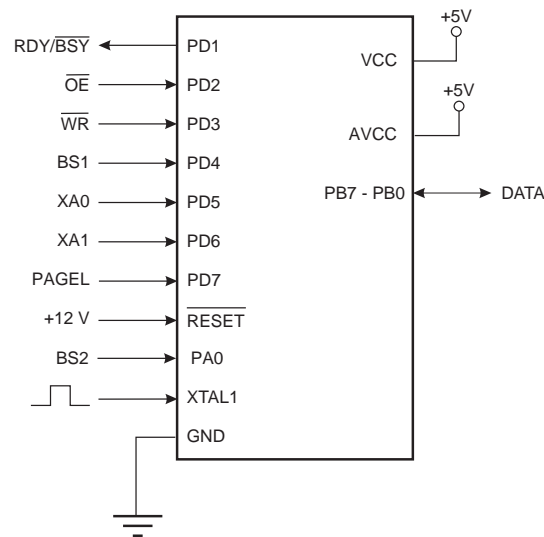 RDY/BSY
PD1
OE
PD2
WR
PD3
BS1
PD4
XA0
PD5
XA1
PD6
PAGEL
PD7
+12 V
RESET
BS2
PA0
XTAL1
GND
+5V
VCC
+5V
AVCC
PB7 - PB0
DATA